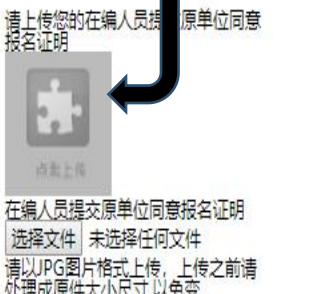 请上传您的在编人员提 原单位同意
报名证明
点击上传
在编人员提交原单位同意报名证明
选择文件 未选择任何文件
请以JPG图片格式上传，上传之前请
处理成原件大小尺寸以免变